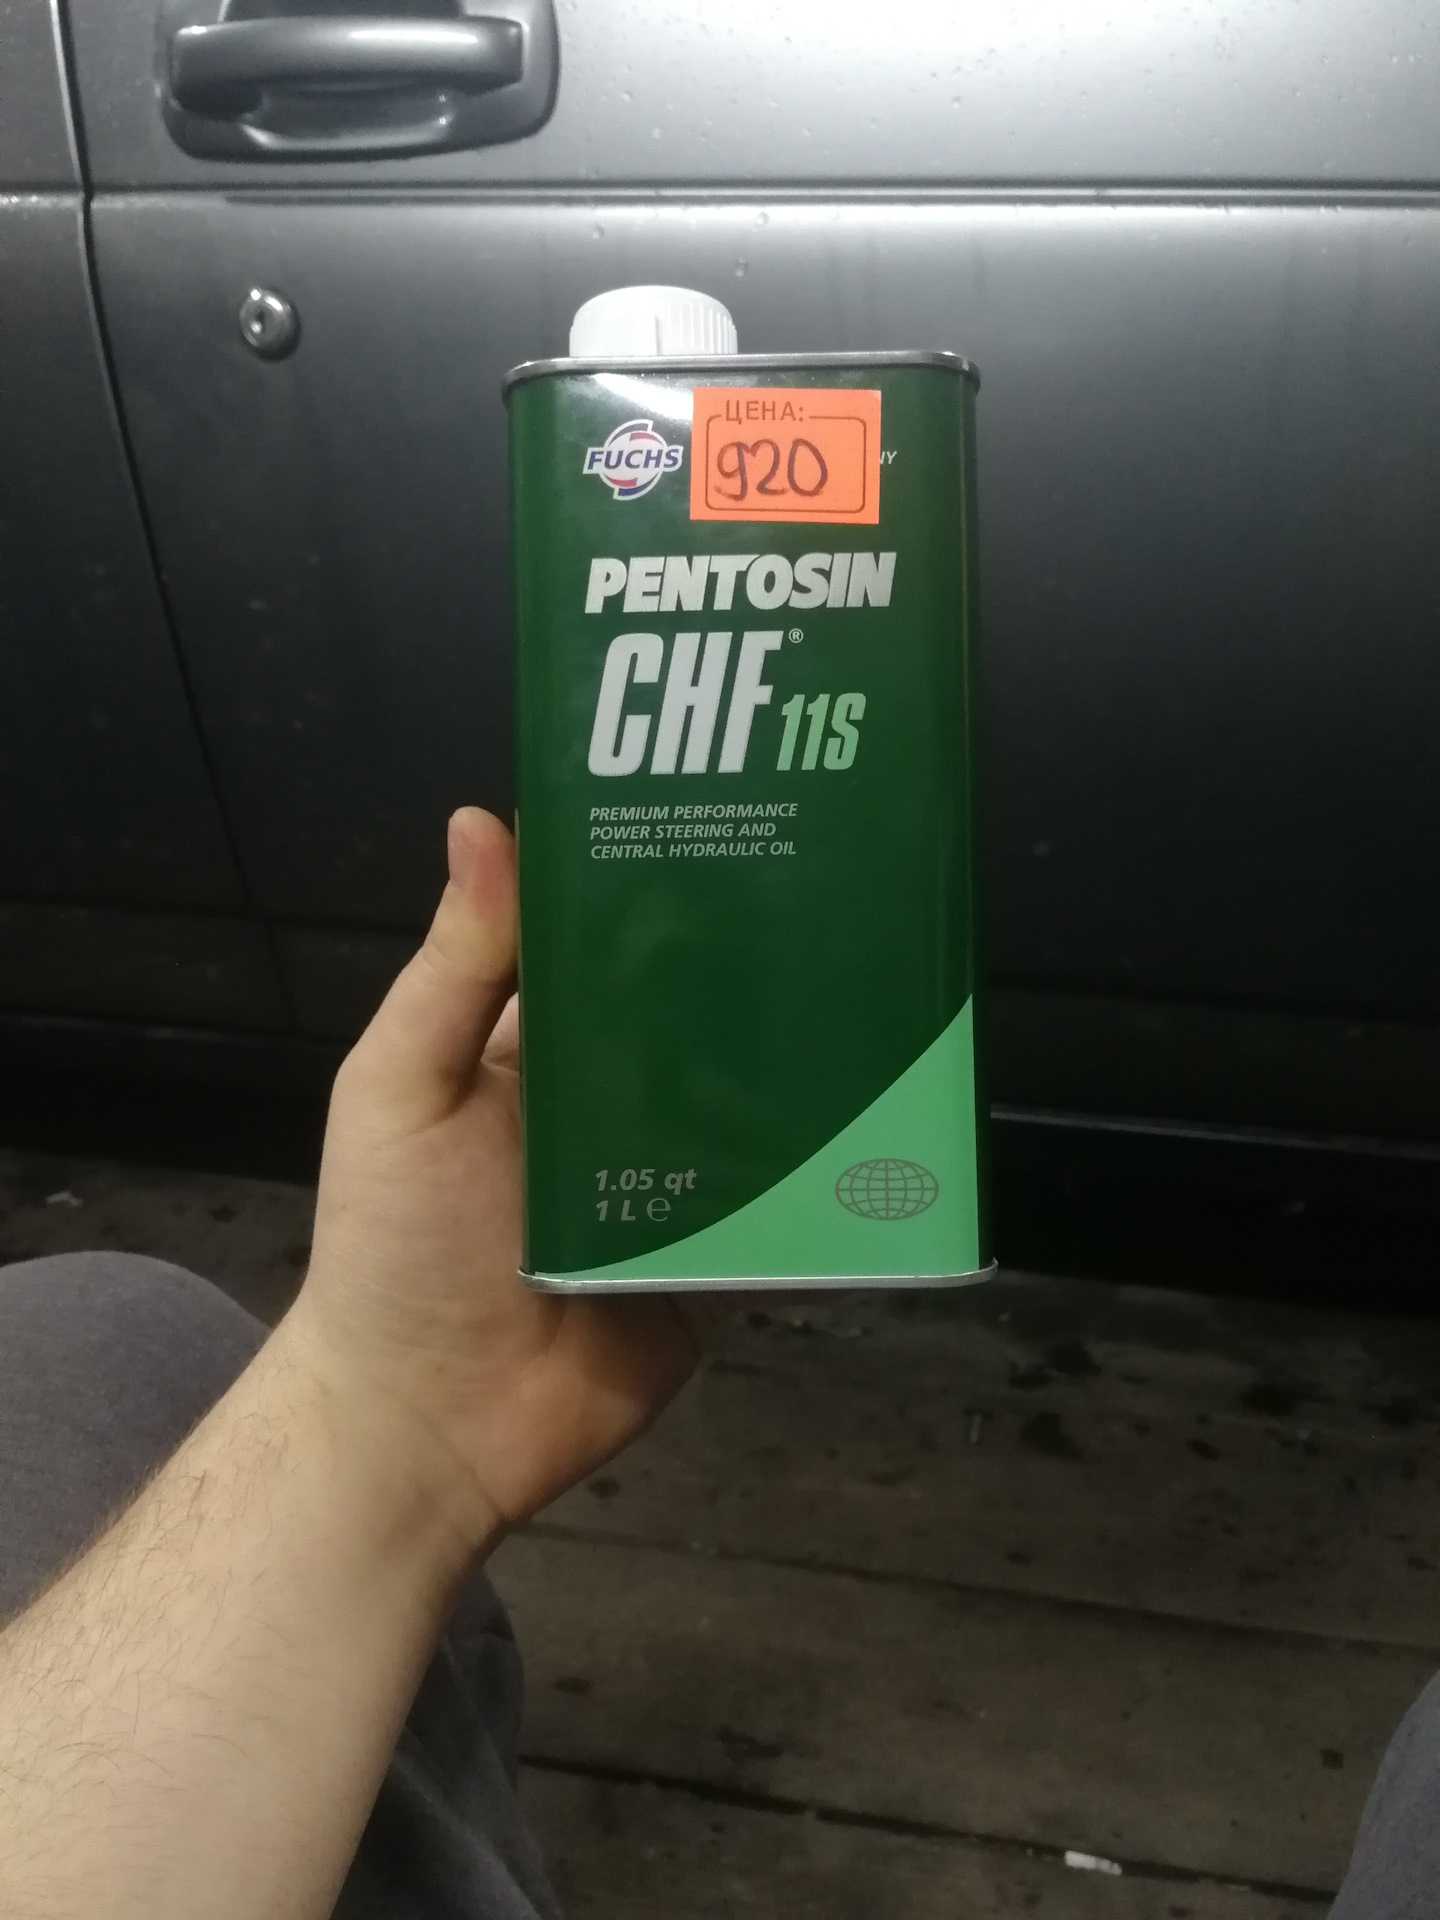 ЦЕНА:
920
FUCHS
PENTOSIN
CHF®
11S
PREMIUM PERFORMANCE
POWER STEERING AND
CENTRAL HYDRAULIC OIL
1.05 qt
1 L e